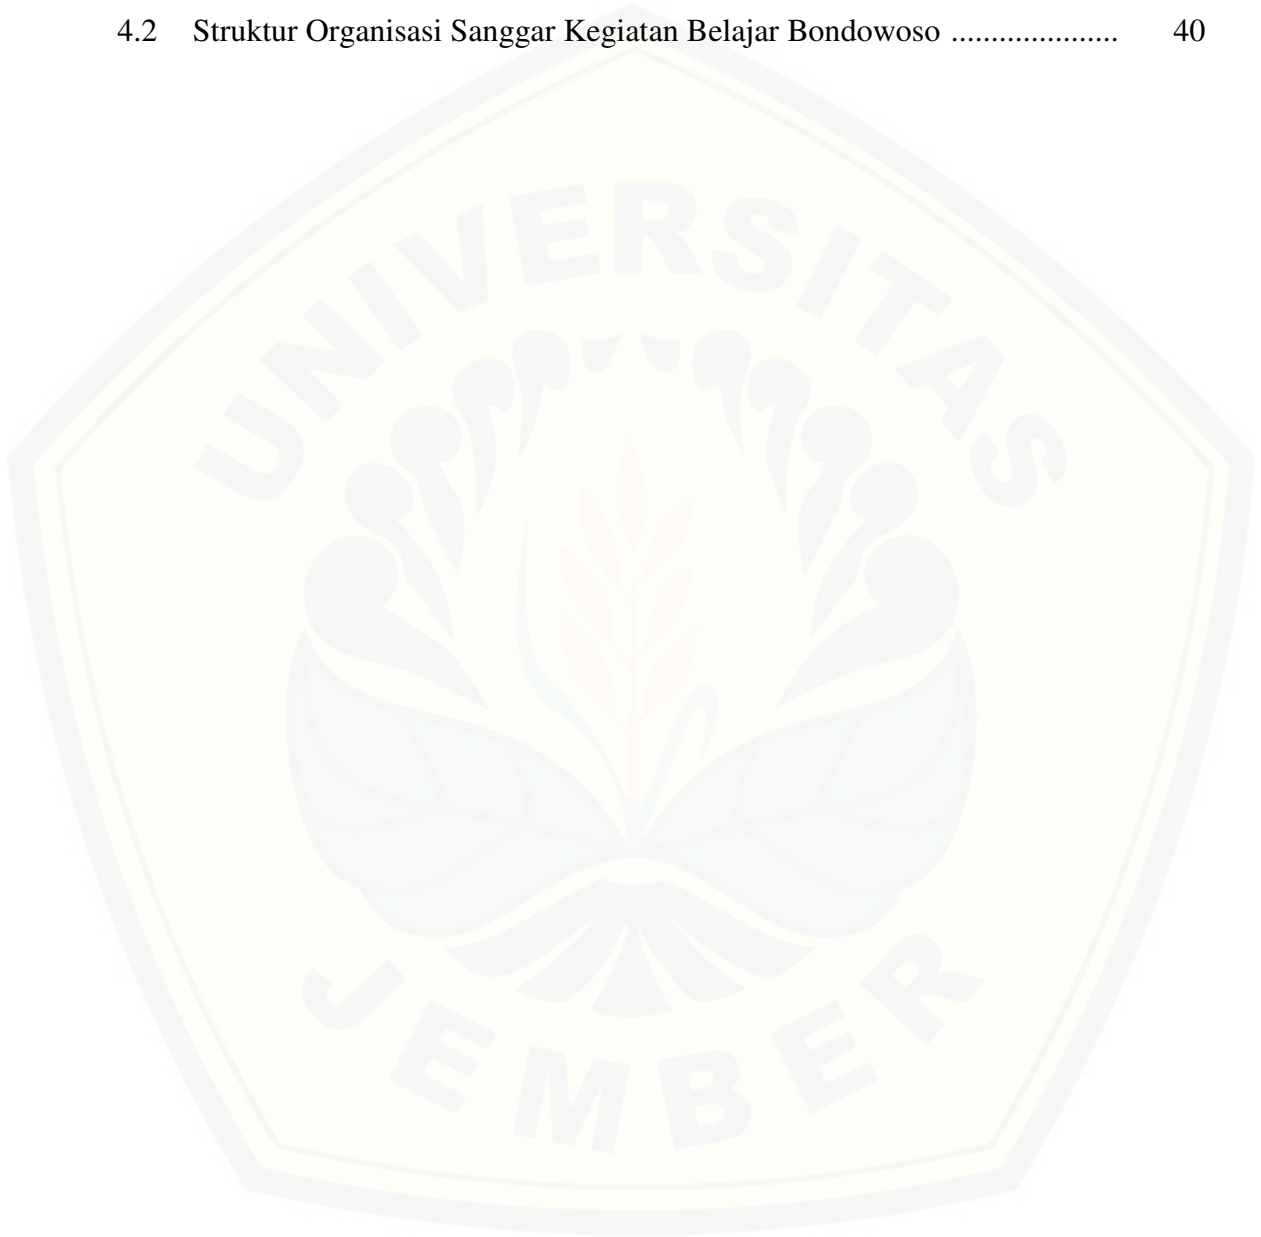 4.2 Struktur Organisasi Sanggar Kegiatan Belajar Bondowoso ..................... 40
UNIVERSITAS
JEMBER